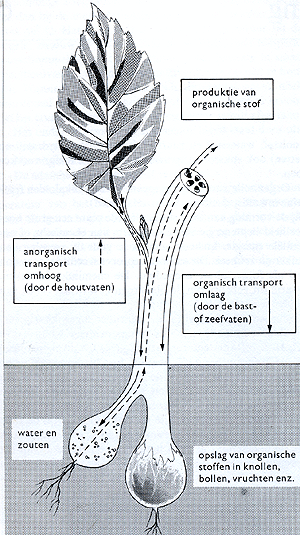 produktie van
organische stof
anorganisch
transport
omhoog
(door de houtvaten)
organisch transport
omlaag
(door de bast-
of zeefvaten)
water en
zouten
opslag van organische
stoffen in knollen,
bollen, vruchten enz.